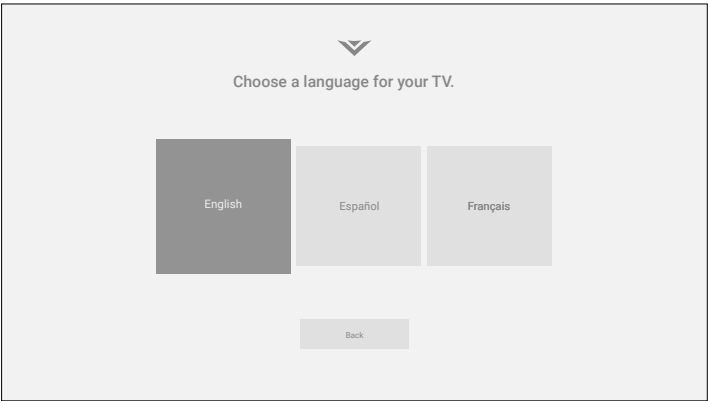 Choose a language for your TV.
English
Español
Français
Back